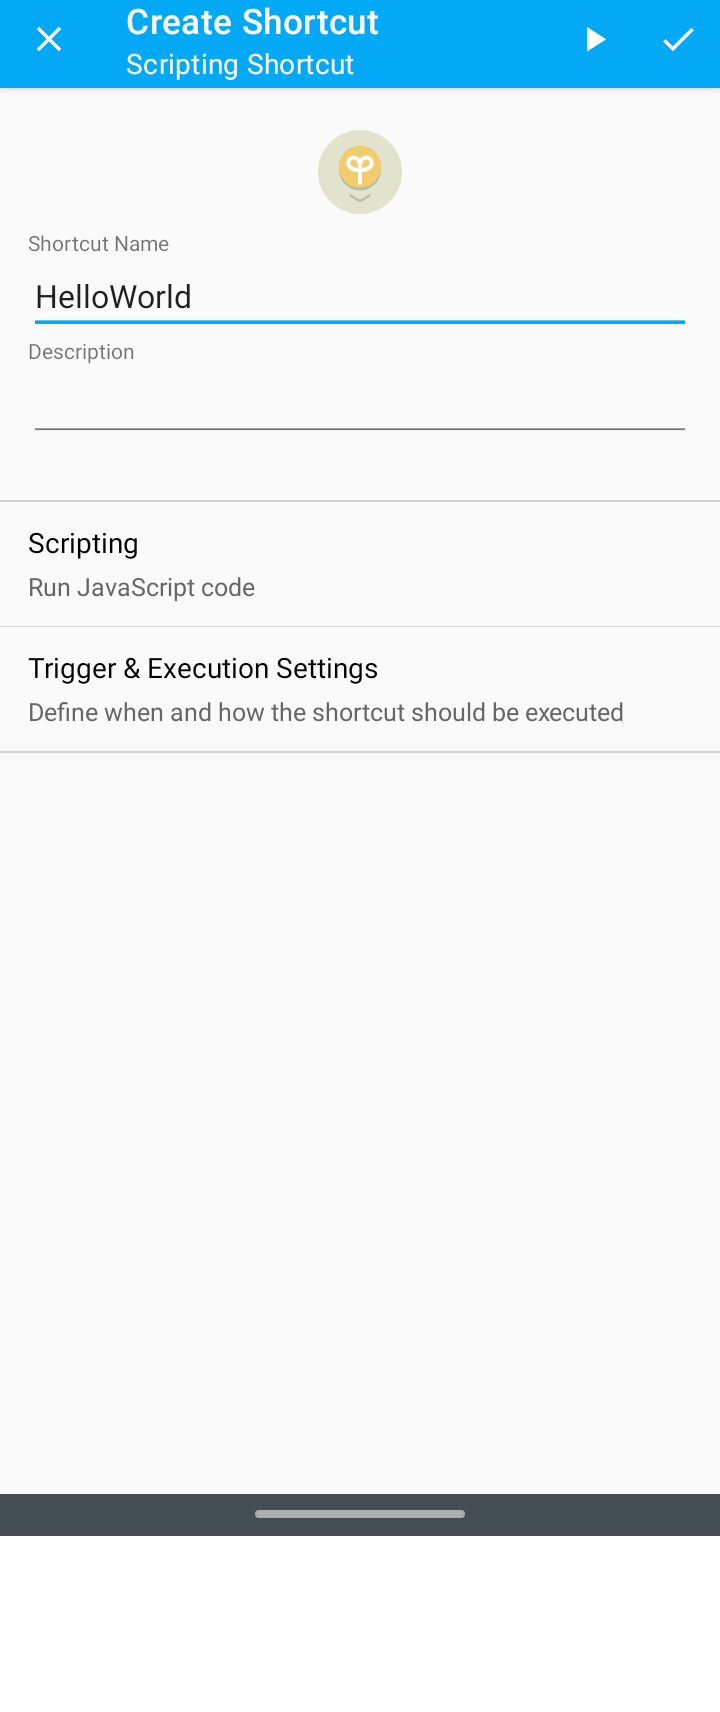 Create Shortcut
Scripting Shortcut
Shortcut Name
HelloWorld
Description
Scripting
Run JavaScript code
Trigger & Execution Settings
Define when and how the shortcut should be executed